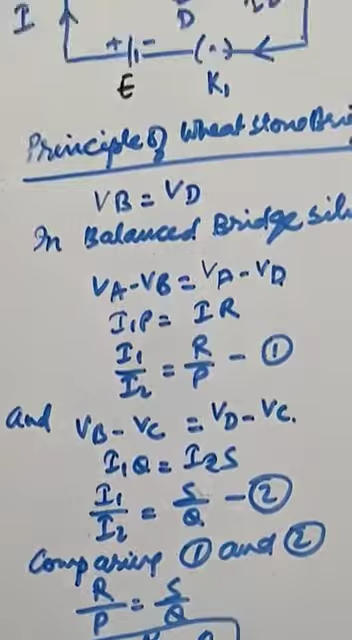 I
D
+ -
(·)
E
K1
Principle of Wheatstone Bri
VB = VD
In Balanced Bridge
VA - VB = VA - VD
I1P = IR
I1/I2 = R/P - ①
and VB - VC = VD - VC.
I1Q = I2S
I1/I2 = S/Q - ②
Comparing ① and ②
R/P = S/Q